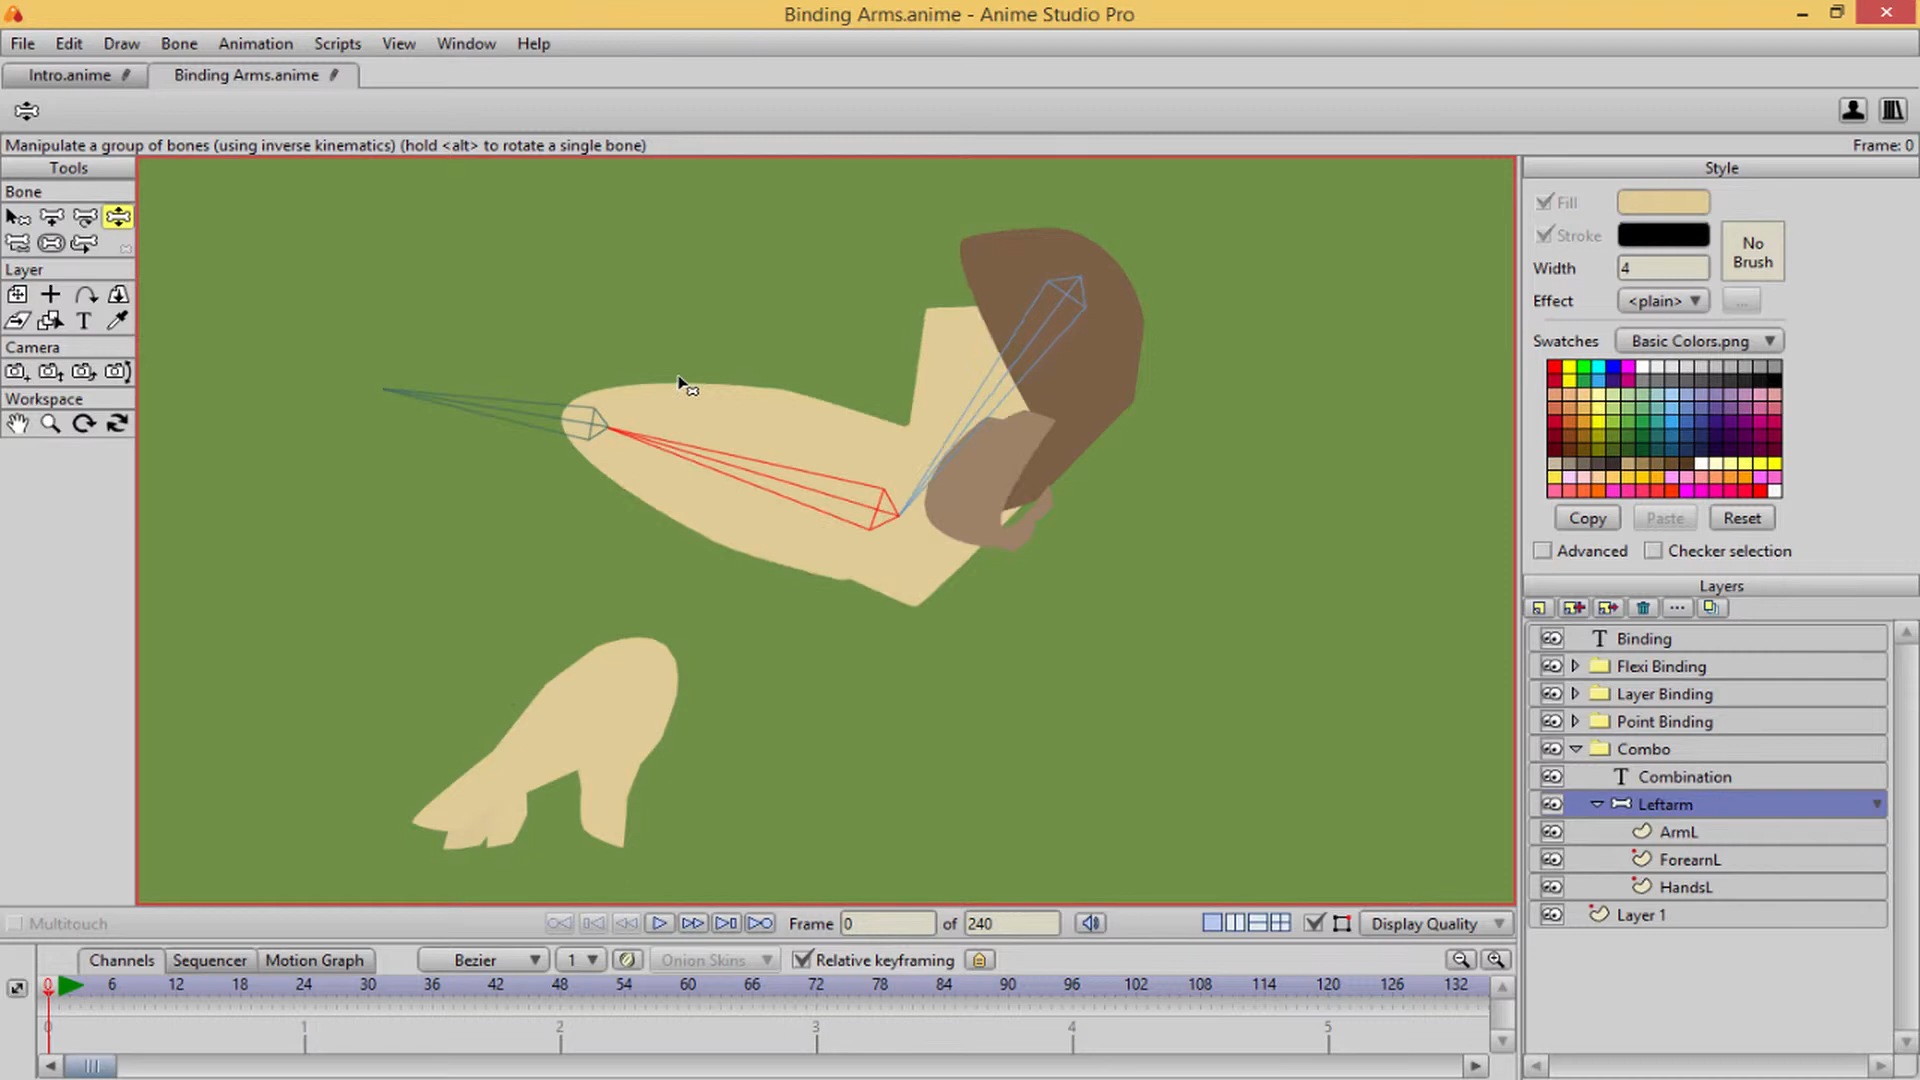 Binding Arms.anime - Anime Studio Pro
File Edit Draw Bone Animation Scripts View Window Help
Intro.anime Binding Arms.anime
Manipulate a group of bones (using inverse kinematics) (hold <alt> to rotate a single bone) Frame: 0
Tools
Bone
Layer
T
Camera
Workspace
Style
Fill
Stroke
No
Brush
Width 4
Effect <plain> ...
Swatches Basic Colors.png
Copy Paste Reset
Advanced Checker selection
Layers
T Binding
Flexi Binding
Layer Binding
Point Binding
Combo
T Combination
Leftarm
ArmL
ForearnL
HandsL
Layer 1
Multitouch Frame 0 of 240 Display Quality
Channels Sequencer Motion Graph Bezier 1 Onion Skins Relative keyframing
0 6 12 18 24 30 36 42 48 54 60 66 72 78 84 90 96 102 108 114 120 126 132
0 1 2 3 4 5